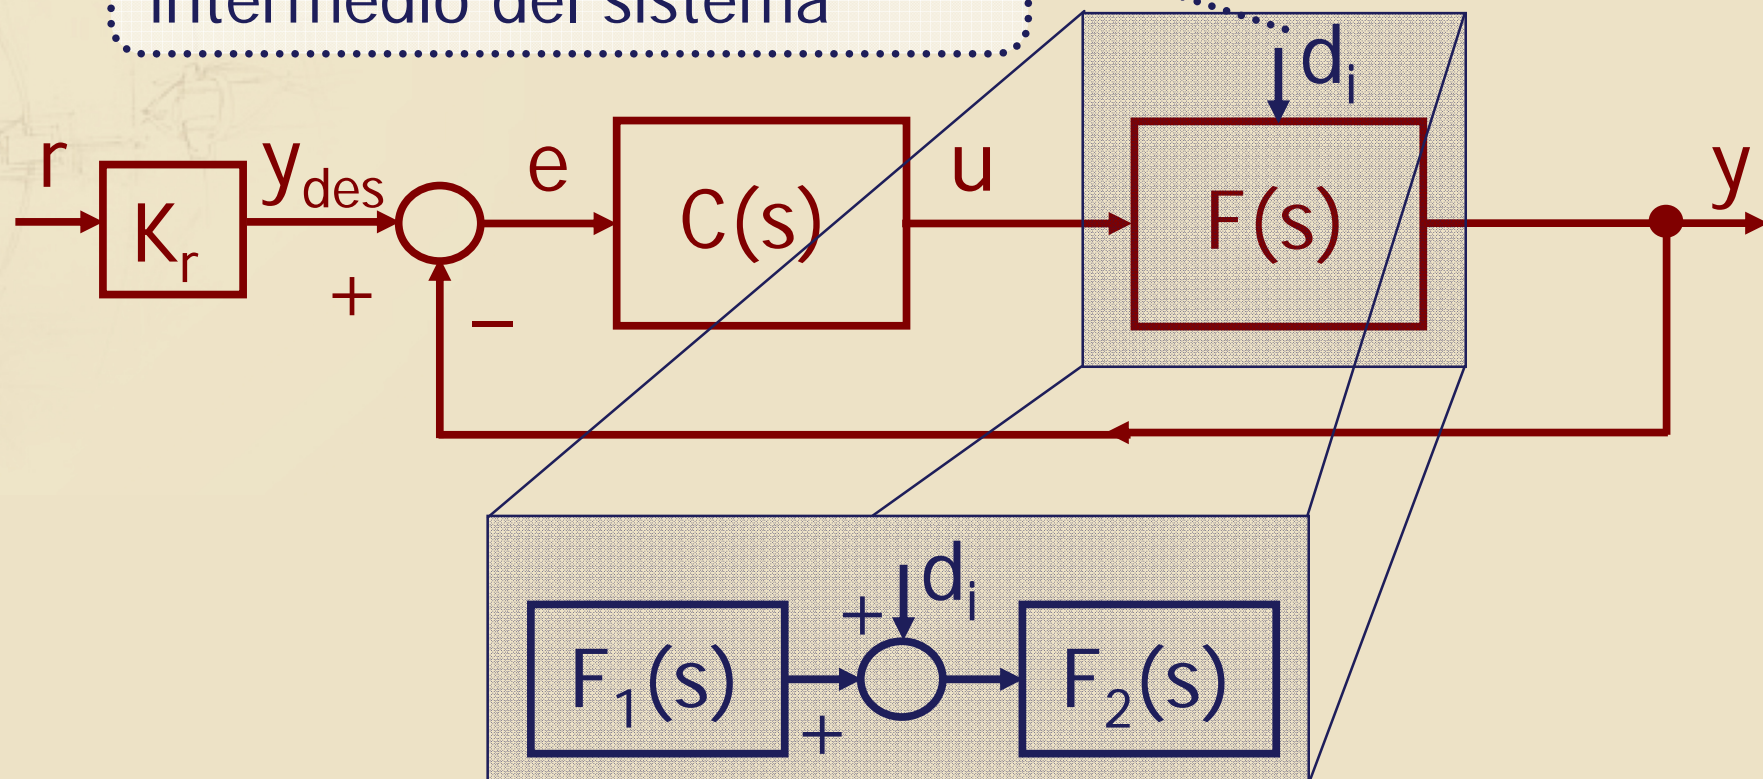 intermedio del sistema
d_i
r
K_r
y_des
+
−
e
C(s)
u
F(s)
y
F_1(s)
+
+
d_i
F_2(s)